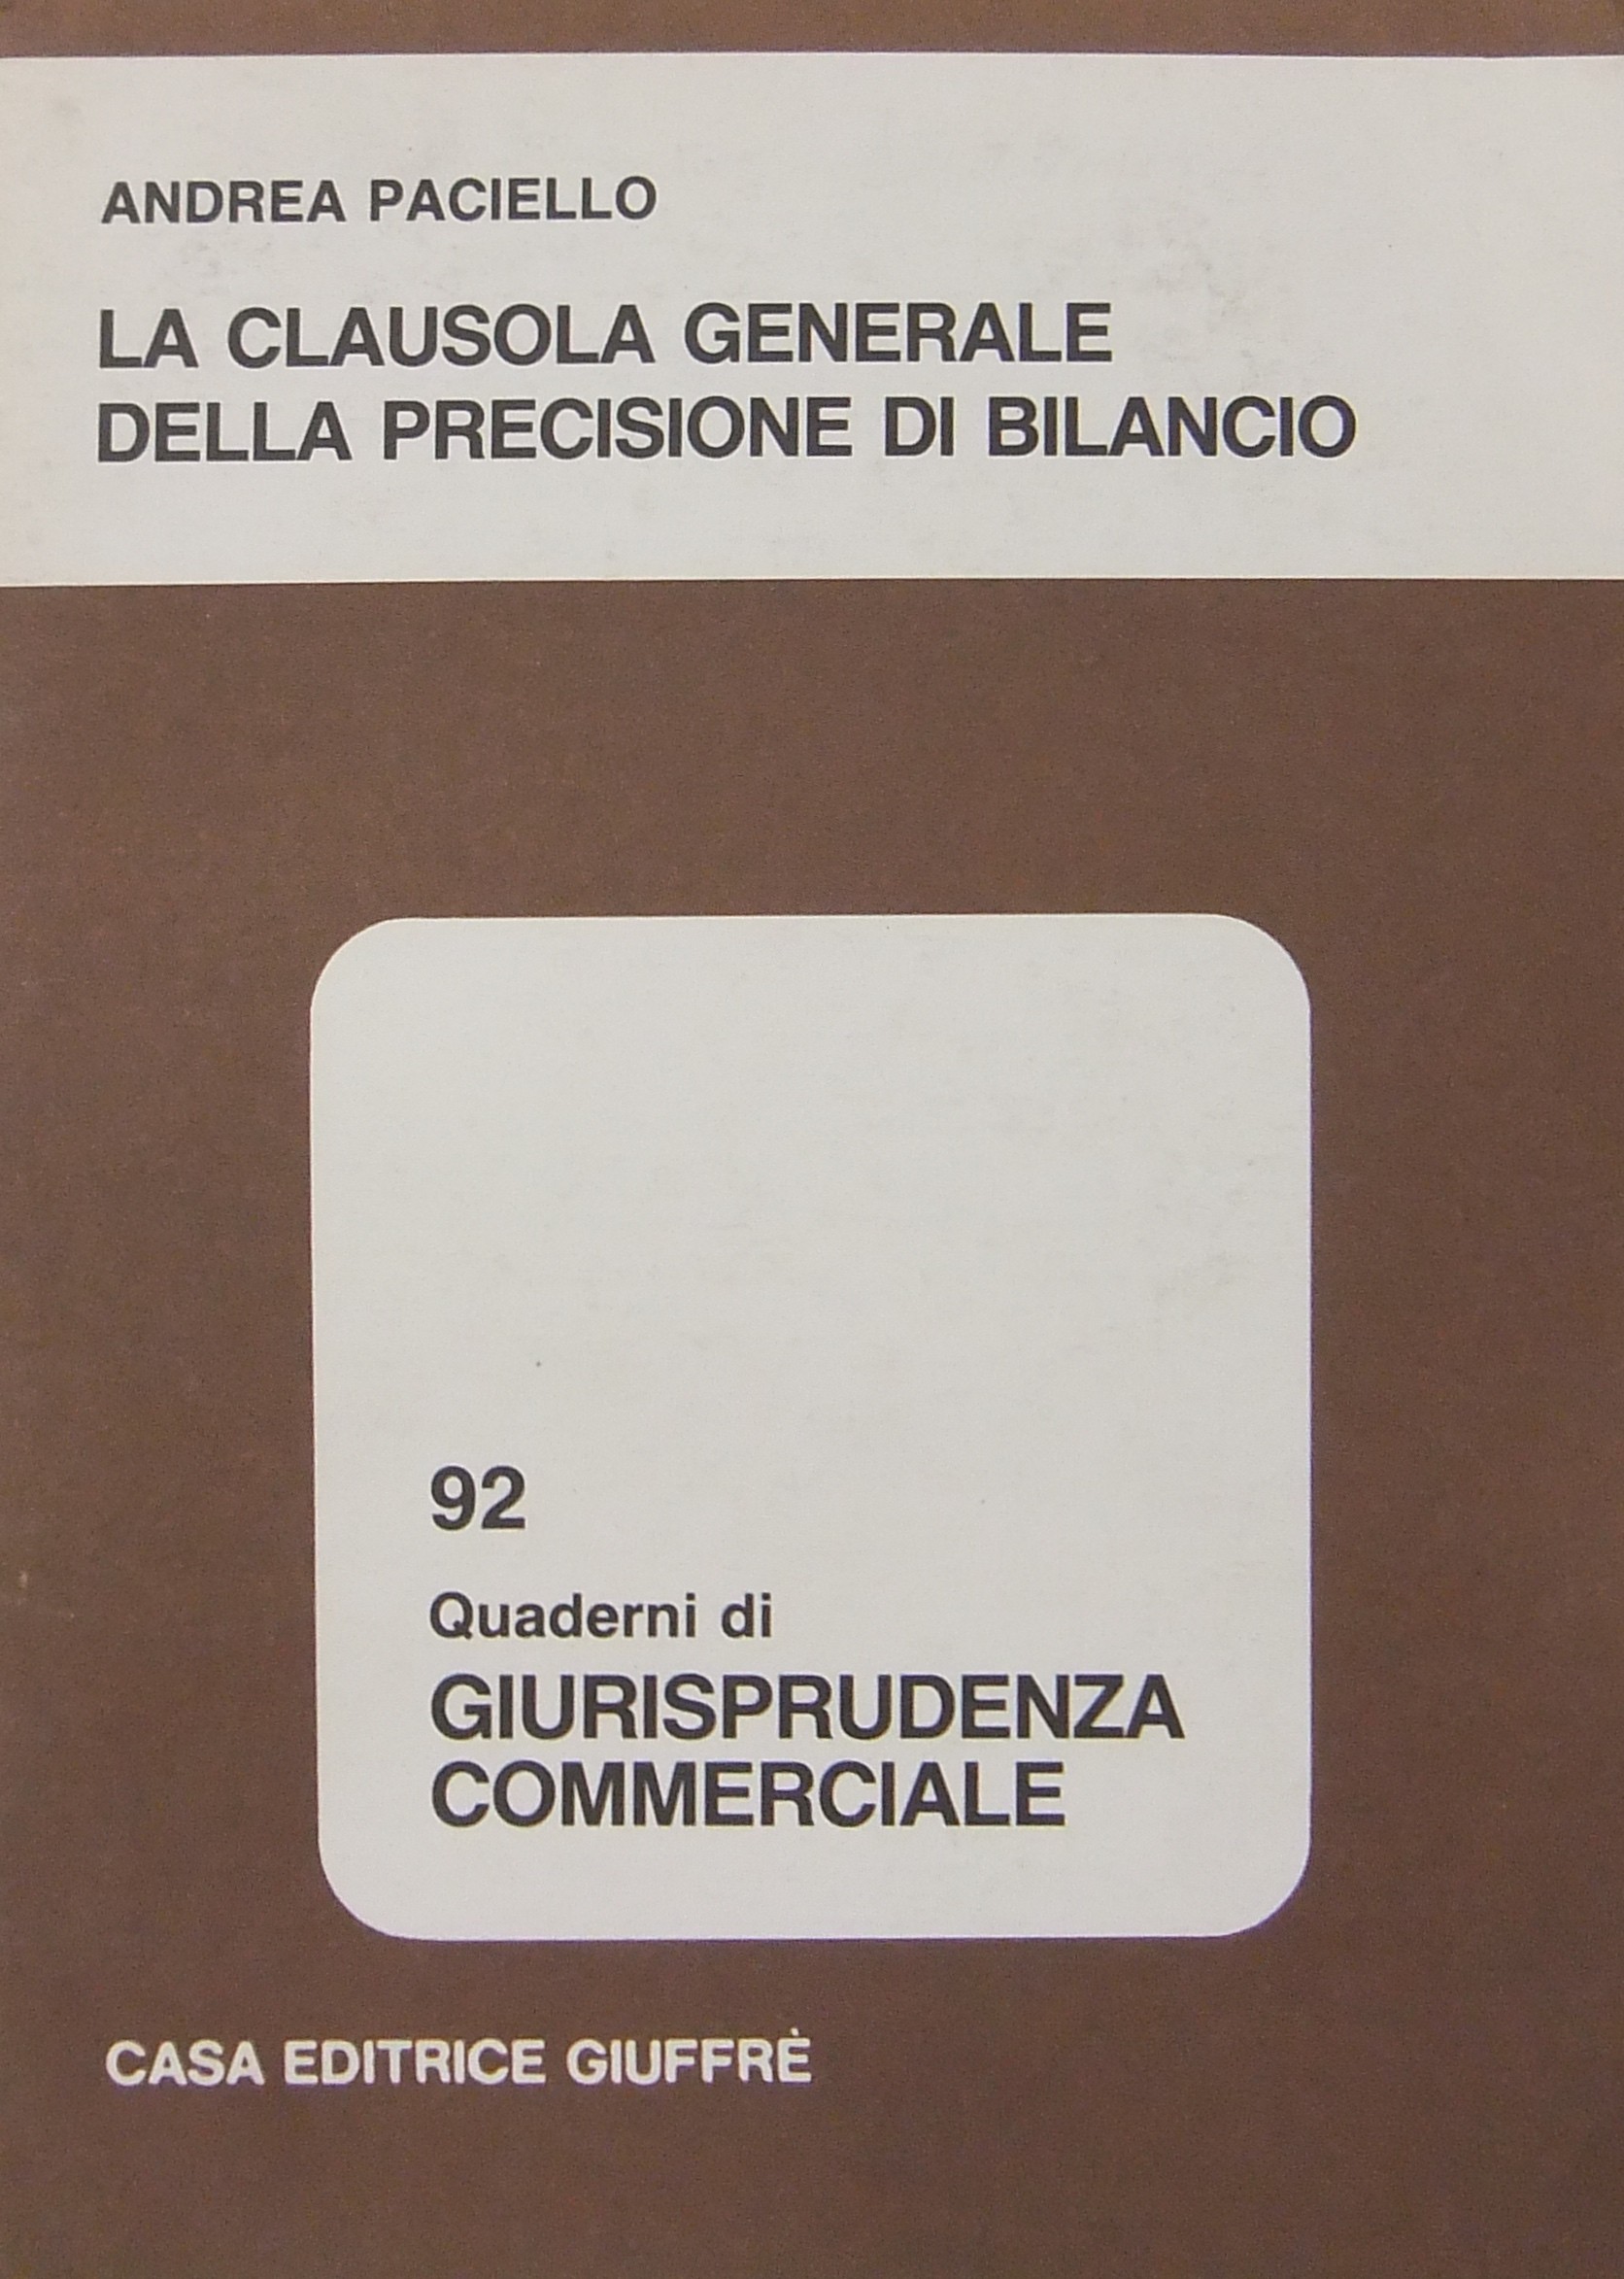 ANDREA PACIELLO
LA CLAUSOLA GENERALE
DELLA PRECISIONE DI BILANCIO
92
Quaderni di
GIURISPRUDENZA
COMMERCIALE
CASA EDITRICE GIUFFRÈ